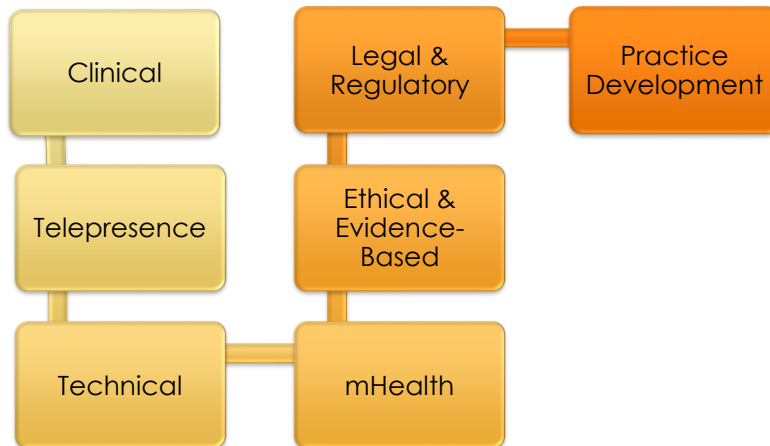 Clinical
Telepresence
Technical
mHealth
Ethical &
Evidence-
Based
Legal &
Regulatory
Practice
Development